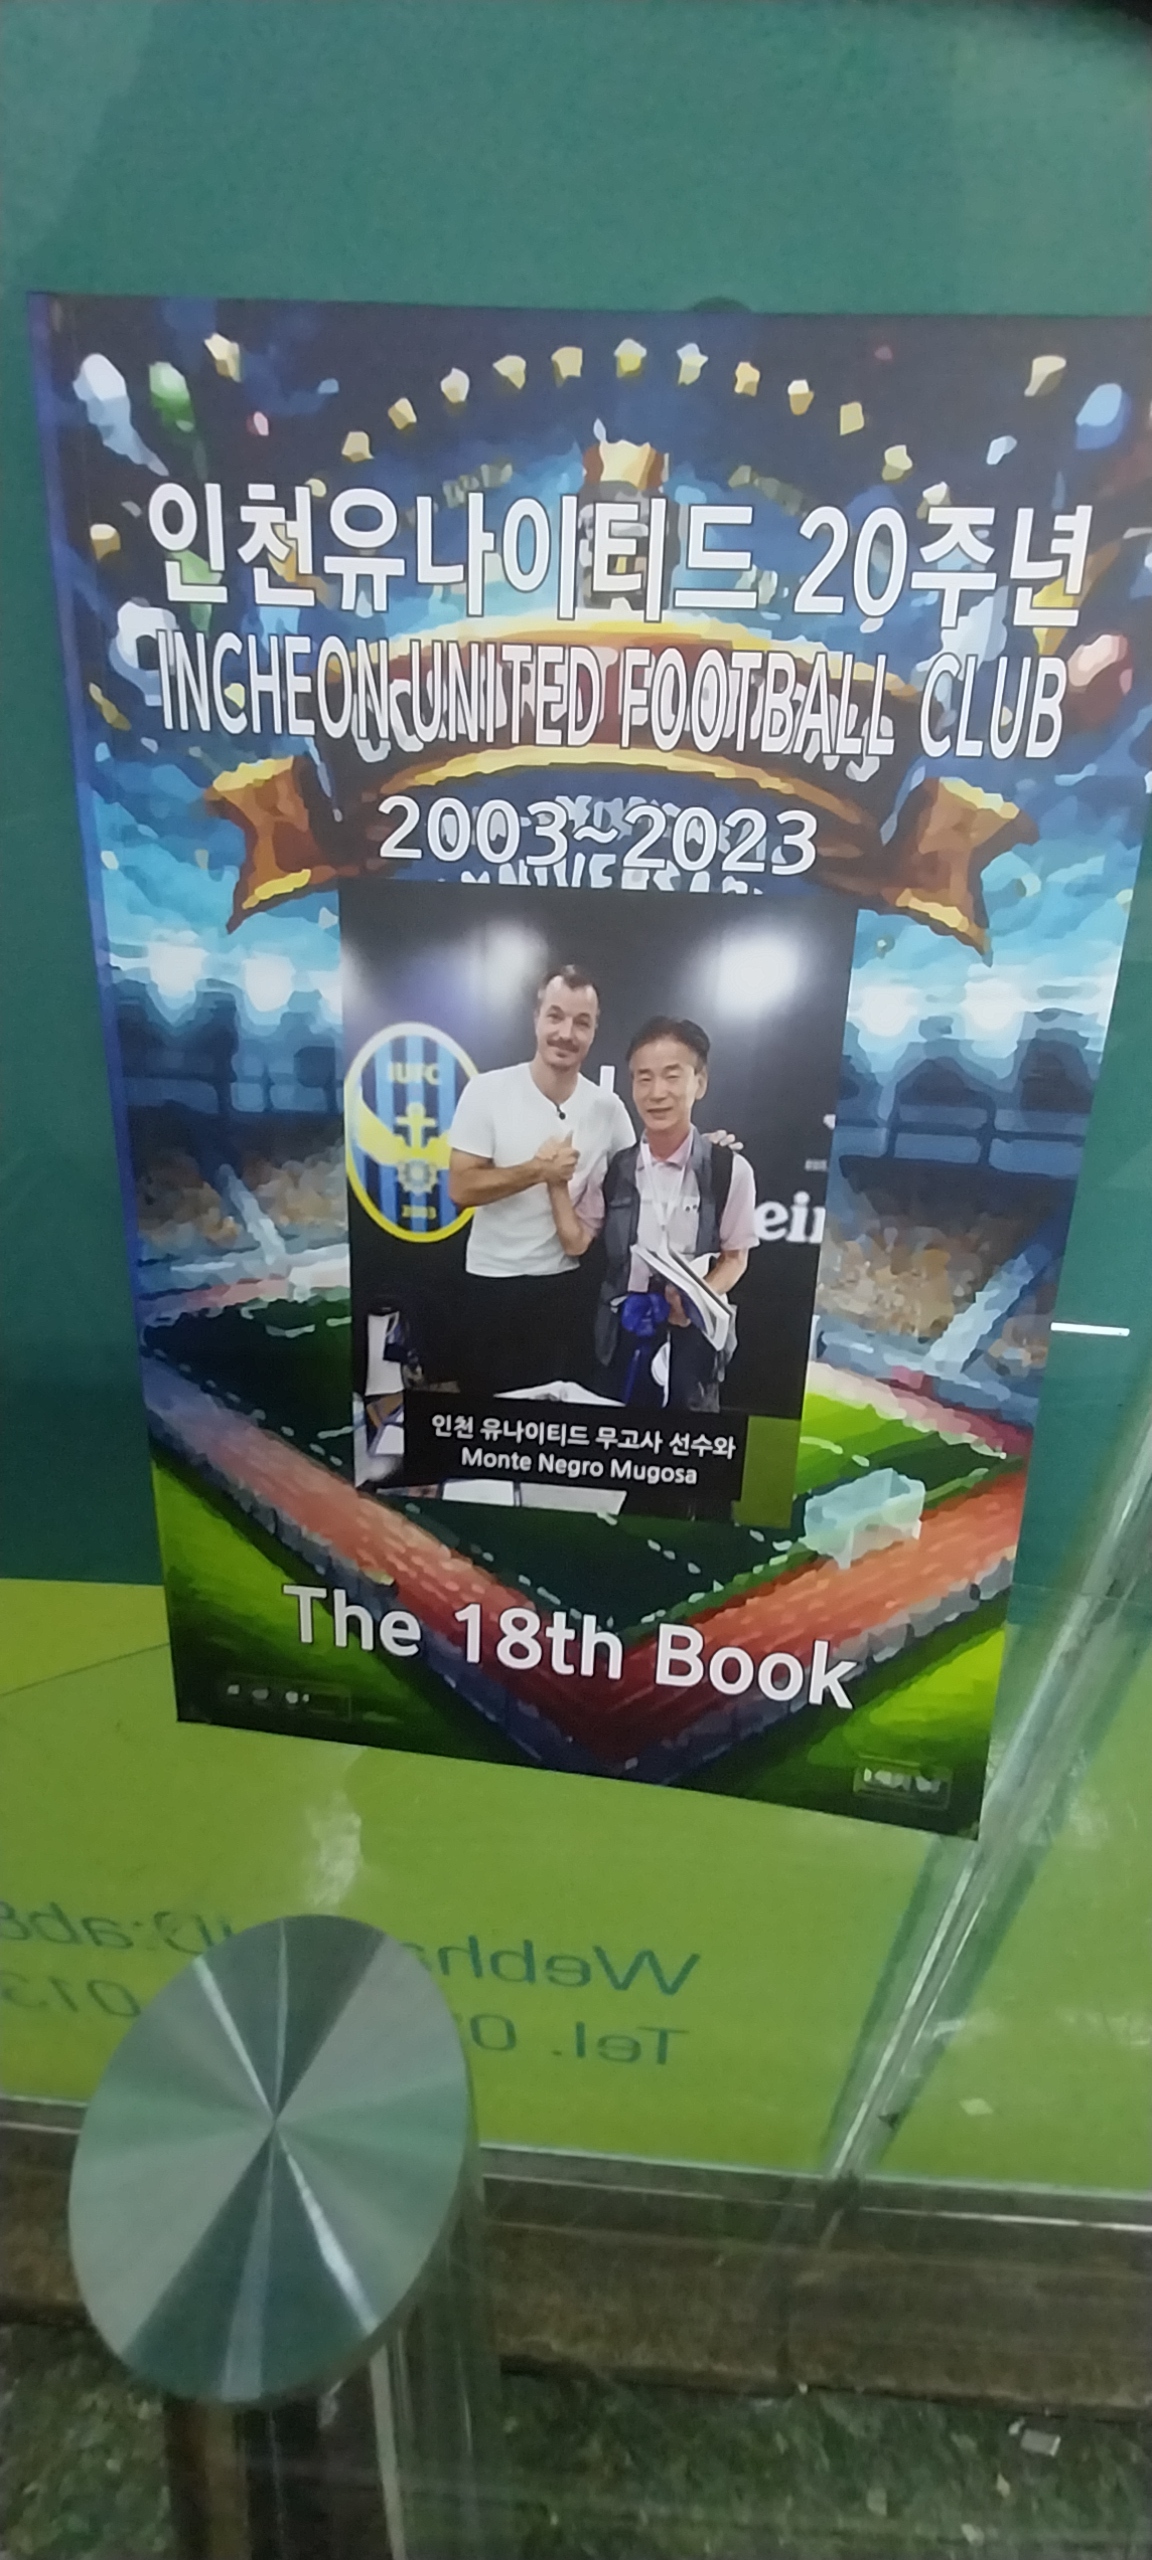 인천유나이티드 20주년
INCHEON UNITED FOOTBALL CLUB
2003~2023
IUFC
2003
인천 유나이티드 무고사 선수와
Monte Negro Mugosa
The 18th Book
Tel. 0